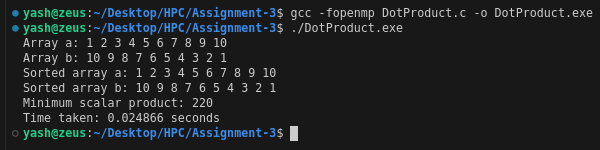 yash@zeus:~/Desktop/HPC/Assignment-3$ gcc -fopenmp DotProduct.c -o DotProduct.exe
yash@zeus:~/Desktop/HPC/Assignment-3$ ./DotProduct.exe
Array a: 1 2 3 4 5 6 7 8 9 10
Array b: 10 9 8 7 6 5 4 3 2 1
Sorted array a: 1 2 3 4 5 6 7 8 9 10
Sorted array b: 10 9 8 7 6 5 4 3 2 1
Minimum scalar product: 220
Time taken: 0.024866 seconds
yash@zeus:~/Desktop/HPC/Assignment-3$